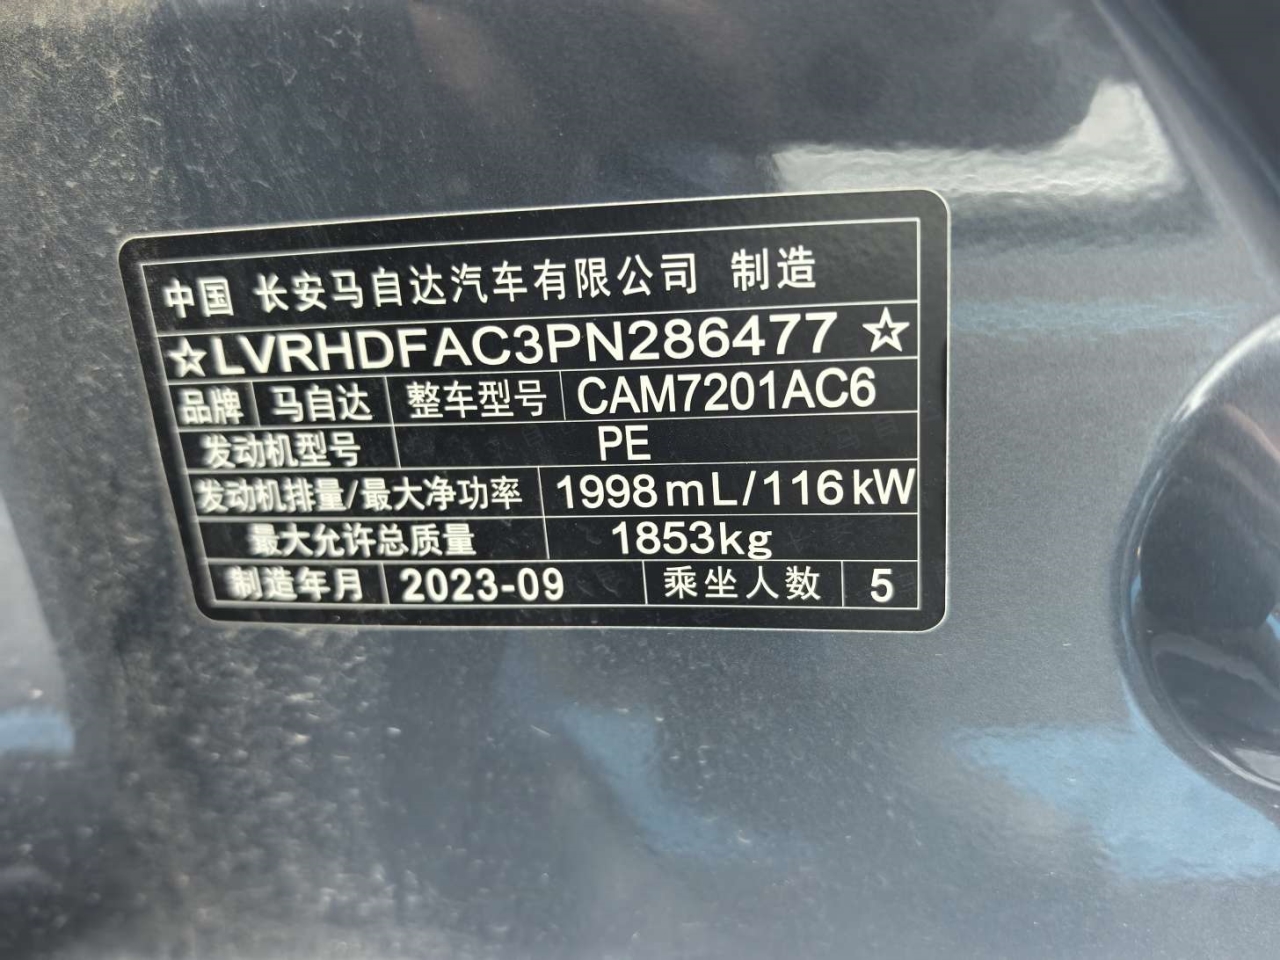 中国 长安马自达汽车有限公司 制造
☆LVRHDFAC3PN286477☆
品牌 马自达 整车型号 CAM7201AC6
发动机型号 PE
发动机排量/最大净功率 1998mL/116kW
最大允许总质量 1853kg
制造年月 2023-09 乘坐人数 5